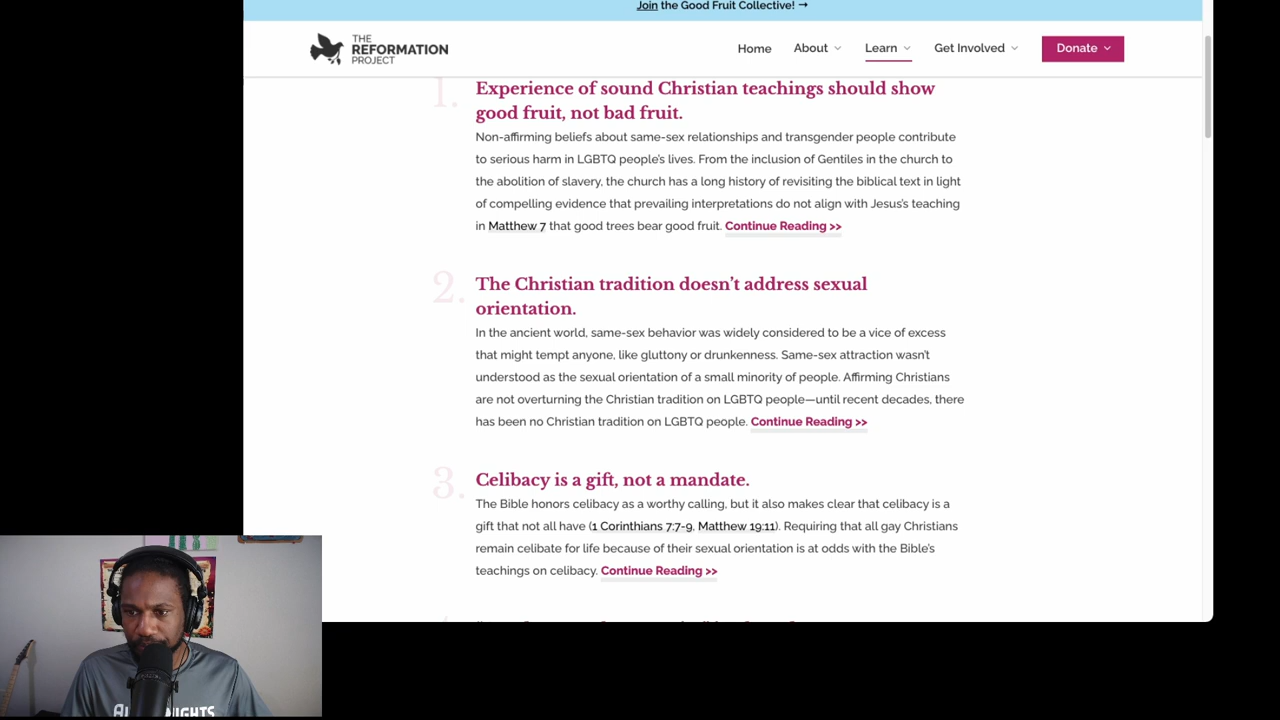 Join the Good Fruit Collective! →
THE
REFORMATION
PROJECT
Home
About
Learn
Get Involved
Donate
1.
Experience of sound Christian teachings should show
good fruit, not bad fruit.
Non-affirming beliefs about same-sex relationships and transgender people contribute
to serious harm in LGBTQ people's lives. From the inclusion of Gentiles in the church to
the abolition of slavery, the church has a long history of revisiting the biblical text in light
of compelling evidence that prevailing interpretations do not align with Jesus's teaching
in Matthew 7 that good trees bear good fruit. Continue Reading >>
2.
The Christian tradition doesn't address sexual
orientation.
In the ancient world, same-sex behavior was widely considered to be a vice of excess
that might tempt anyone, like gluttony or drunkenness. Same-sex attraction wasn't
understood as the sexual orientation of a small minority of people. Affirming Christians
are not overturning the Christian tradition on LGBTQ people—until recent decades, there
has been no Christian tradition on LGBTQ people. Continue Reading >>
3.
Celibacy is a gift, not a mandate.
The Bible honors celibacy as a worthy calling, but it also makes clear that celibacy is a
gift that not all have (1 Corinthians 7:7-9, Matthew 19:11). Requiring that all gay Christians
remain celibate for life because of their sexual orientation is at odds with the Bible's
teachings on celibacy. Continue Reading >>